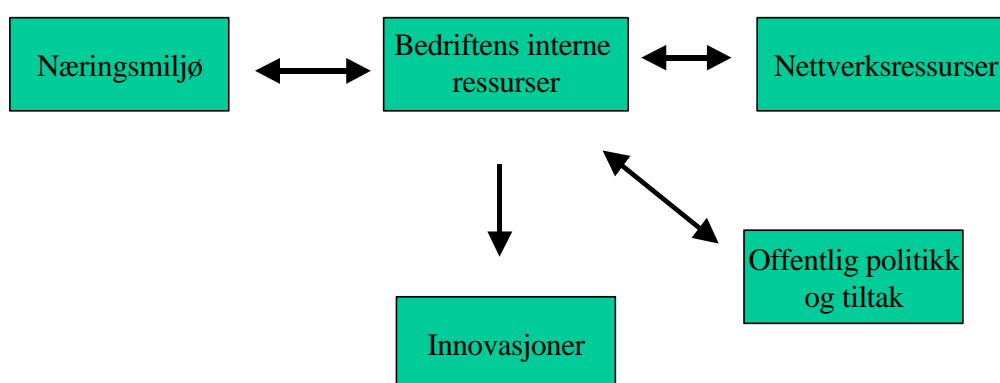 Næringsmiljø
Bedriftens interne
ressurser
Nettverksressurser
Offentlig politikk
og tiltak
Innovasjoner